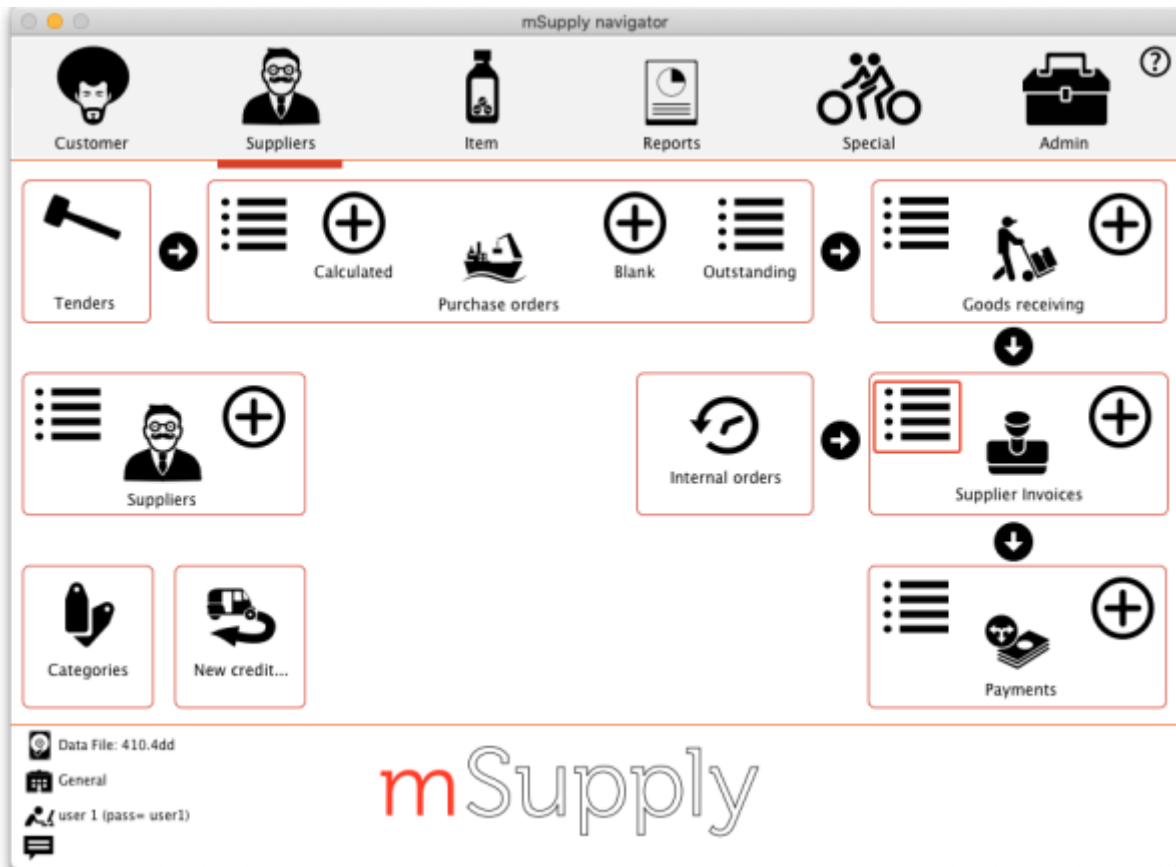 mSupply navigator
?
Customer
Suppliers
Item
Reports
Special
Admin
Tenders
Calculated
Blank
Outstanding
Purchase orders
Goods receiving
Suppliers
Internal orders
Supplier Invoices
Categories
New credit...
Payments
Data File: 410.4dd
General
user 1 (pass= user1)
mSupply